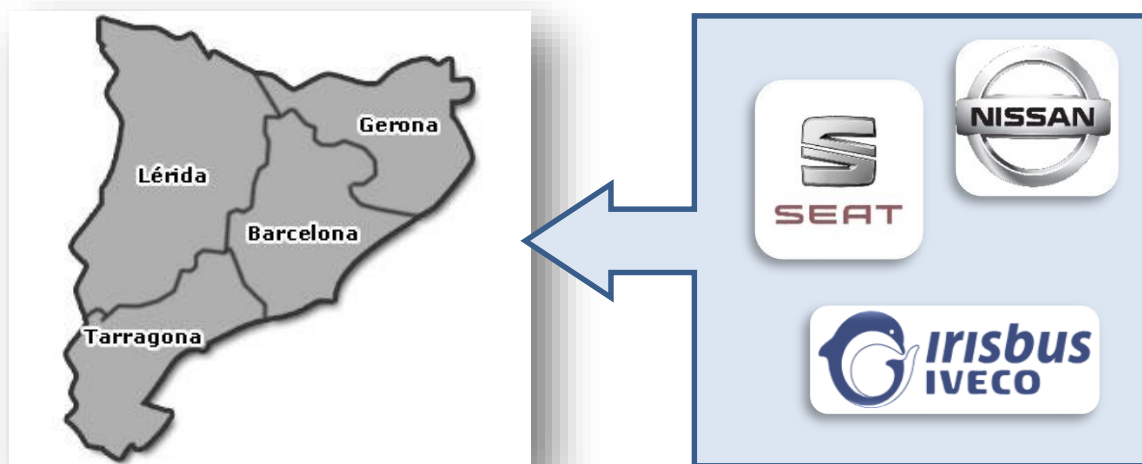 Gerona
Lérida
Barcelona
Tarragona
NISSAN
SEAT
irisbus
IVECO